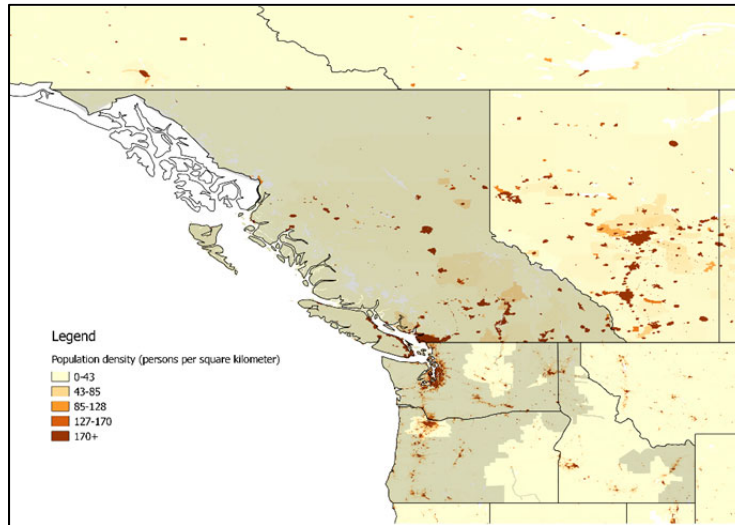 Legend
Population density (persons per square kilometer)
0-43
43-85
85-128
127-170
170+